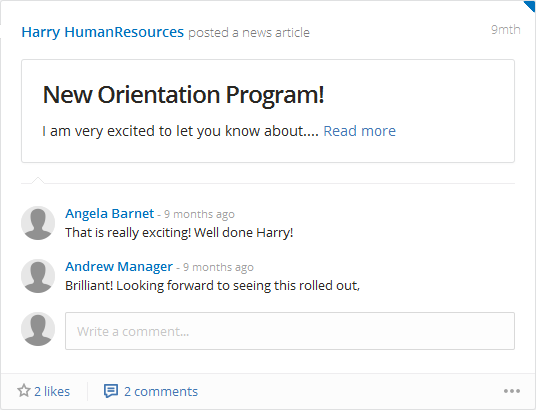 Harry HumanResources posted a news article 9mth
New Orientation Program!
I am very excited to let you know about.... Read more
Angela Barnet - 9 months ago
That is really exciting! Well done Harry!
Andrew Manager - 9 months ago
Brilliant! Looking forward to seeing this rolled out,
Write a comment...
2 likes 2 comments